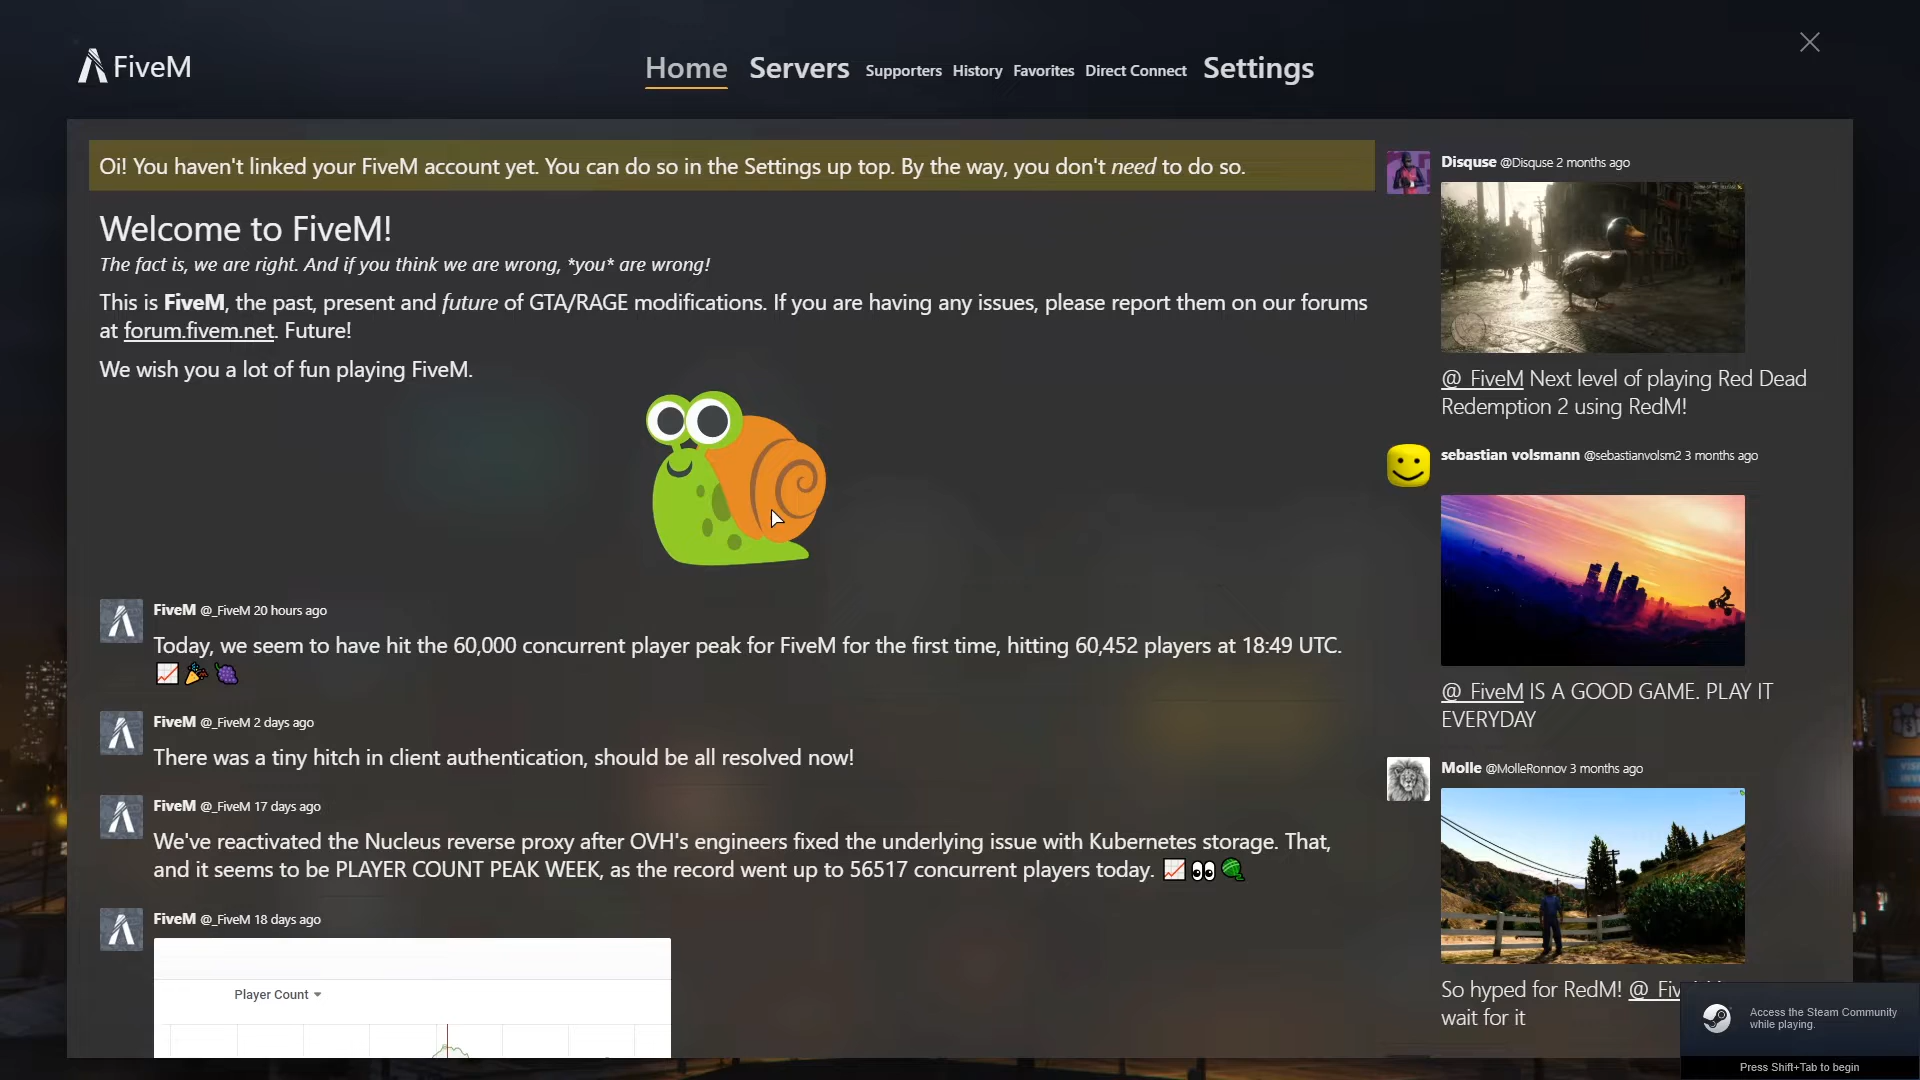 FiveM
Home Servers Supporters History Favorites Direct Connect Settings
Oi! You haven't linked your FiveM account yet. You can do so in the Settings up top. By the way, you don't need to do so.
Welcome to FiveM!
The fact is, we are right. And if you think we are wrong, *you* are wrong!
This is FiveM, the past, present and future of GTA/RAGE modifications. If you are having any issues, please report them on our forums
at forum.fivem.net. Future!
We wish you a lot of fun playing FiveM.
FiveM @_FiveM 20 hours ago
Today, we seem to have hit the 60,000 concurrent player peak for FiveM for the first time, hitting 60,452 players at 18:49 UTC.
📈 🎉 🍇
FiveM @_FiveM 2 days ago
There was a tiny hitch in client authentication, should be all resolved now!
FiveM @_FiveM 17 days ago
We've reactivated the Nucleus reverse proxy after OVH's engineers fixed the underlying issue with Kubernetes storage. That,
and it seems to be PLAYER COUNT PEAK WEEK, as the record went up to 56517 concurrent players today. 📈 👀 🍈
FiveM @_FiveM 18 days ago
Player Count
Disquse @Disquse 2 months ago
@_FiveM Next level of playing Red Dead
Redemption 2 using RedM!
sebastian volsmann @sebastianvolsm2 3 months ago
@_FiveM IS A GOOD GAME. PLAY IT
EVERYDAY
Molle @MolleRonnov 3 months ago
So hyped for RedM! @_Fiv
wait for it
Access the Steam Community
while playing.
Press Shift+Tab to begin